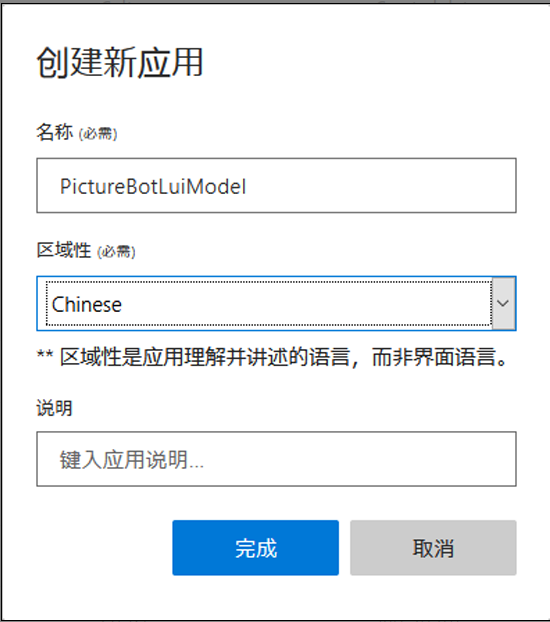 创建新应用
名称 (必需)
PictureBotLuiModel
区域性 (必需)
Chinese
** 区域性是应用理解并讲述的语言，而非界面语言。
说明
键入应用说明...
完成 取消